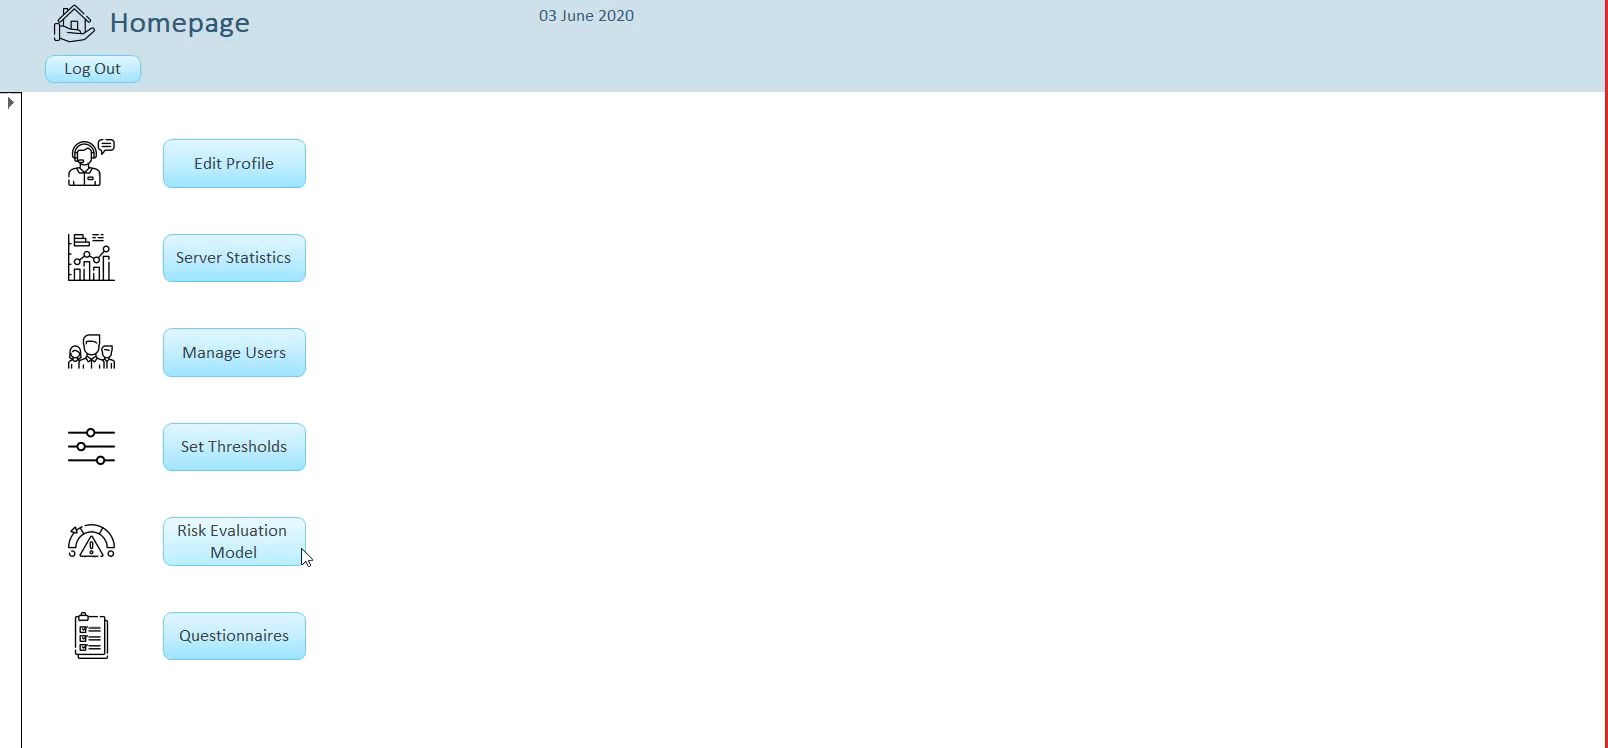 Homepage
03 June 2020
Log Out
Edit Profile
Server Statistics
Manage Users
Set Thresholds
Risk Evaluation
Model
Questionnaires